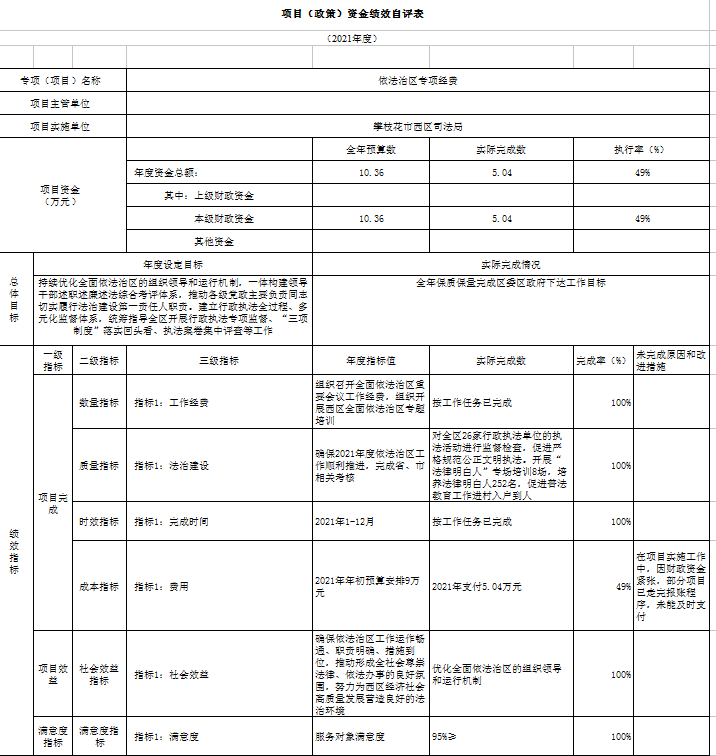 项目（政策）资金绩效自评表
（2021年度）
专项（项目）名称 依法治区专项经费
项目主管单位
项目实施单位 攀枝花市西区司法局
项目资金
（万元） 全年预算数 实际完成数 执行率（%）
年度资金总额： 10.36 5.04 49%
其中：上级财政资金
本级财政资金 10.36 5.04 49%
其他资金
总体目标 年度设定目标 实际完成情况
持续优化全面依法治区的组织领导和运行机制，一体构建领导
干部述职述廉述法综合考评体系，推动各级党政主要负责同志
切实履行法治建设第一责任人职责。建立行政执法全过程、多
元化监督体系，统筹指导全区开展行政执法专项监督、“三项
制度”落实回头看、执法案卷集中评查等工作
全年保质保量完成区委区政府下达工作目标
绩效指标
一级
指标 二级指标 三级指标 年度指标值 实际完成数 完成率（%） 未完成原因和改
进措施
项目完
成
数量指标 指标1：工作经费
组织召开全面依法治区重
要会议工作经费，组织开
展西区全面依法治区专题
培训
按工作任务已完成 100%
质量指标 指标1：法治建设
确保2021年度依法治区工
作顺利推进，完成省、市
相关考核
对全区26家行政执法单位的执
法活动进行监督检查，促进严
格规范公正文明执法。开展“
法律明白人”专场培训8场，培
养法律明白人252名，促进普法
教育工作进村入户到人
100%
时效指标 指标1：完成时间 2021年1-12月 按工作任务已完成 100%
成本指标 指标1：费用
2021年年初预算安排9万
元
2021年支付5.04万元 49%
在项目实施工作
中，因财政资金
紧张，部分项目
已走完报账程
序，未能及时支
付
项目效
益
社会效益
指标
指标1：社会效益
确保依法治区工作运作畅
通、职责明确、措施到
位，推动形成全社会尊崇
法律、依法办事的良好氛
围，努力为西区经济社会
高质量发展营造良好的法
治环境
优化全面依法治区的组织领导
和运行机制
100%
满意度
指标
满意度指
标
指标1：满意度 服务对象满意度 95%≥ 100%